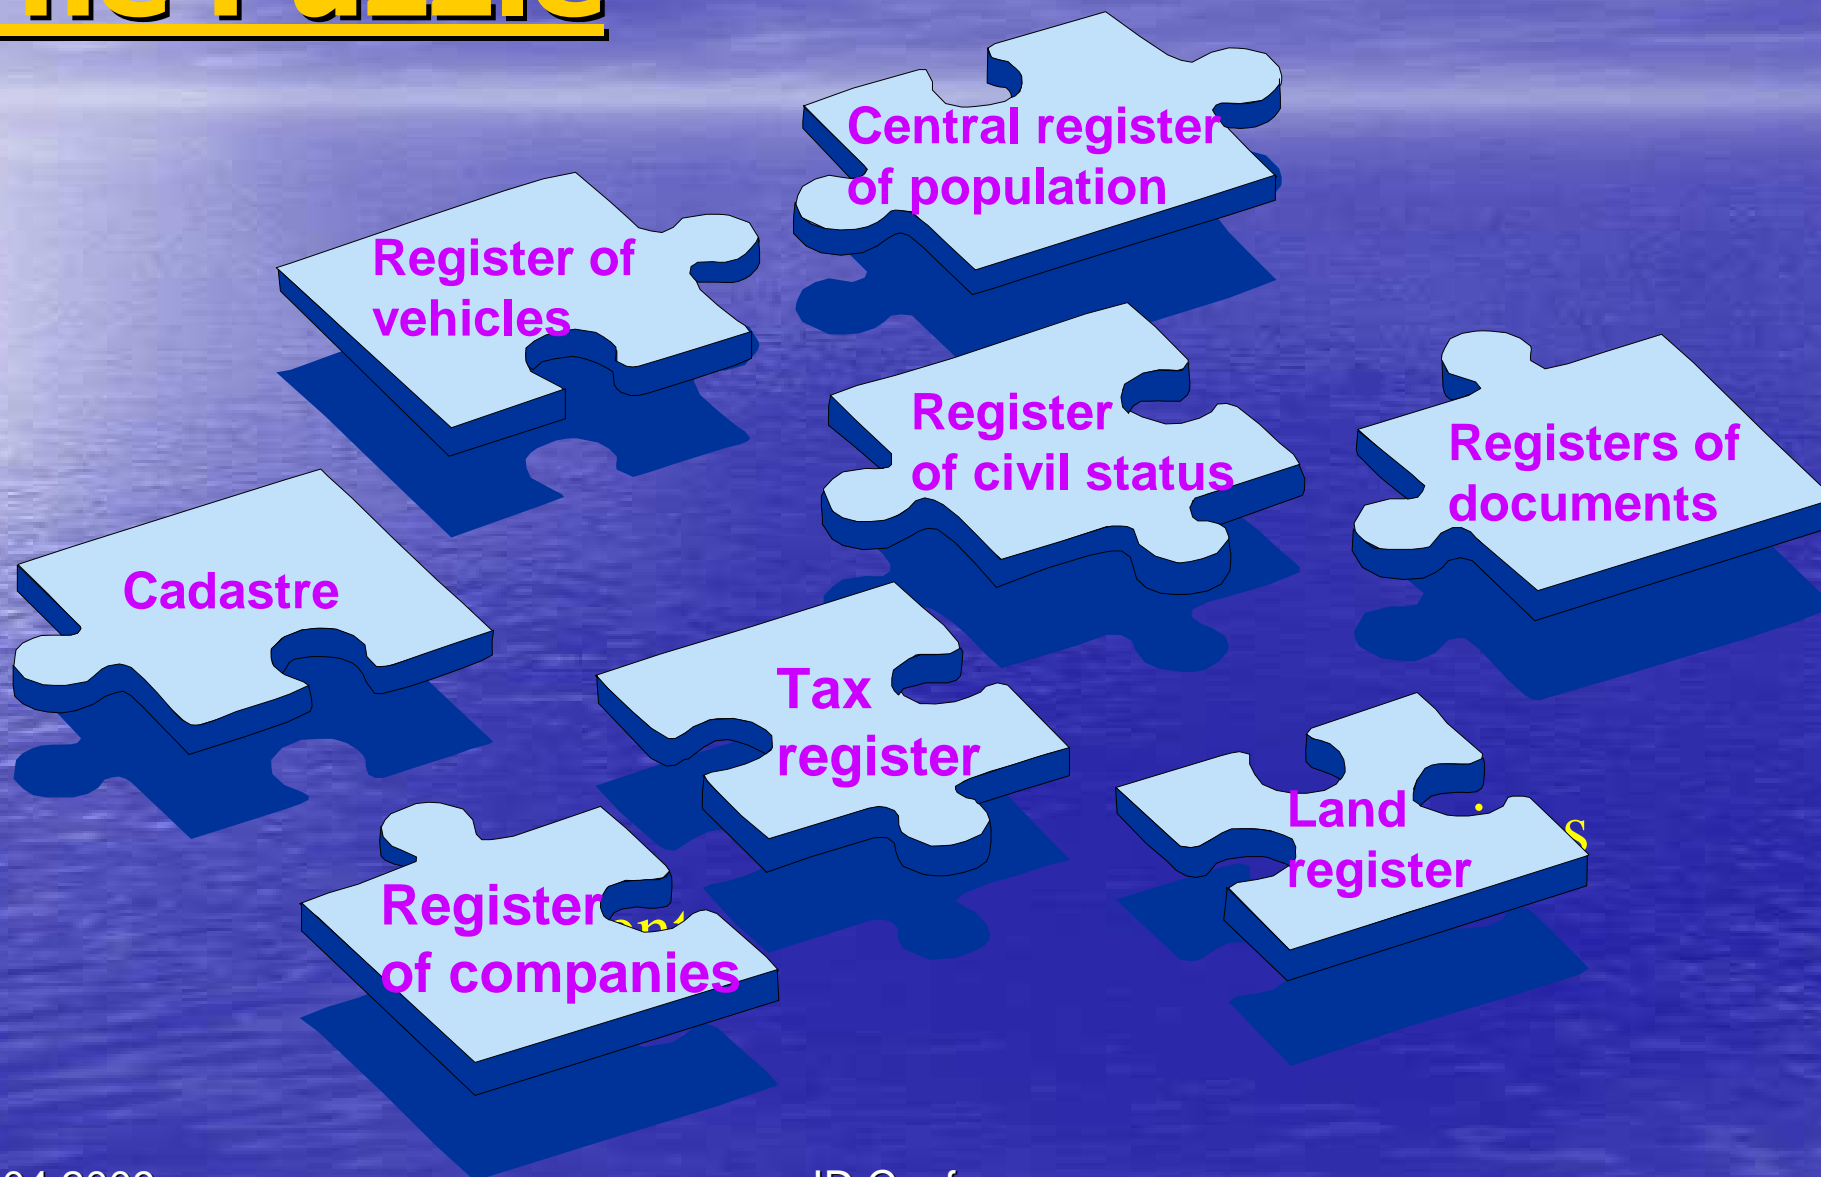 Puzzle
Central register
of population
Register of
vehicles
Register
of civil status
Registers of
documents
Cadastre
Tax
register
Land
register
Register
of companies